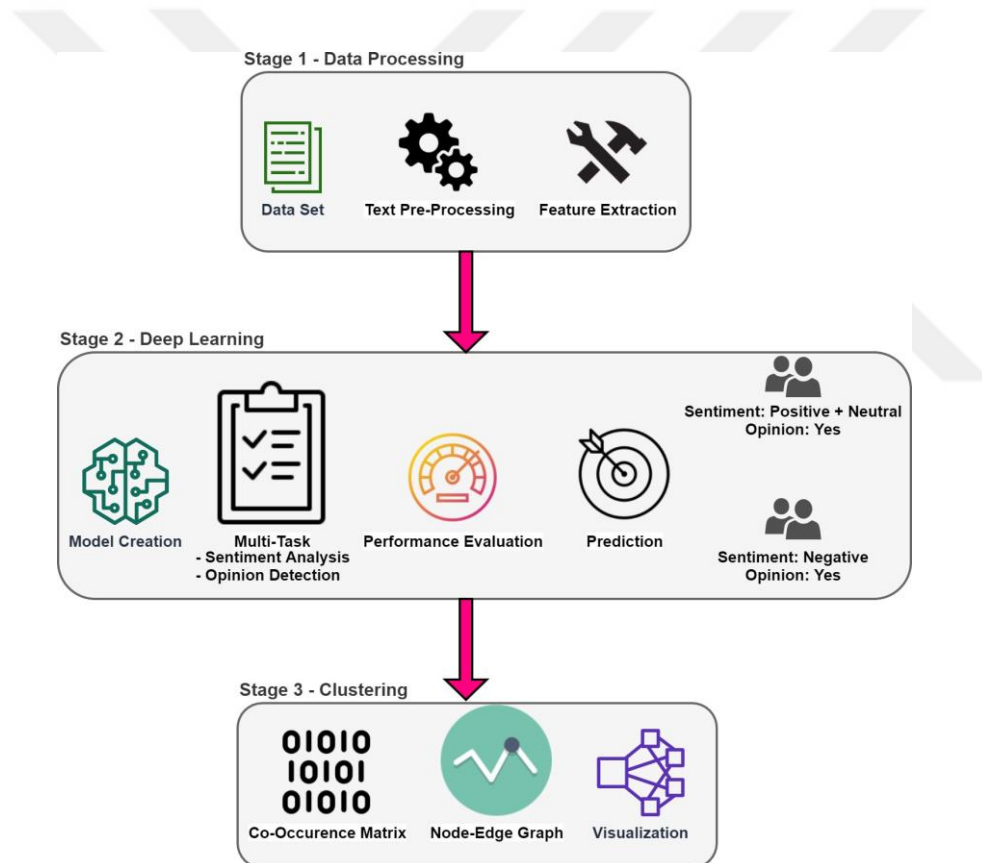 Stage 1 - Data Processing
Data Set
Text Pre-Processing
Feature Extraction
Stage 2 - Deep Learning
Sentiment: Positive + Neutral
Opinion: Yes
Model Creation
Multi-Task
- Sentiment Analysis
- Opinion Detection
Performance Evaluation
Prediction
Sentiment: Negative
Opinion: Yes
Stage 3 - Clustering
01010
10101
01010
Co-Occurence Matrix
Node-Edge Graph
Visualization